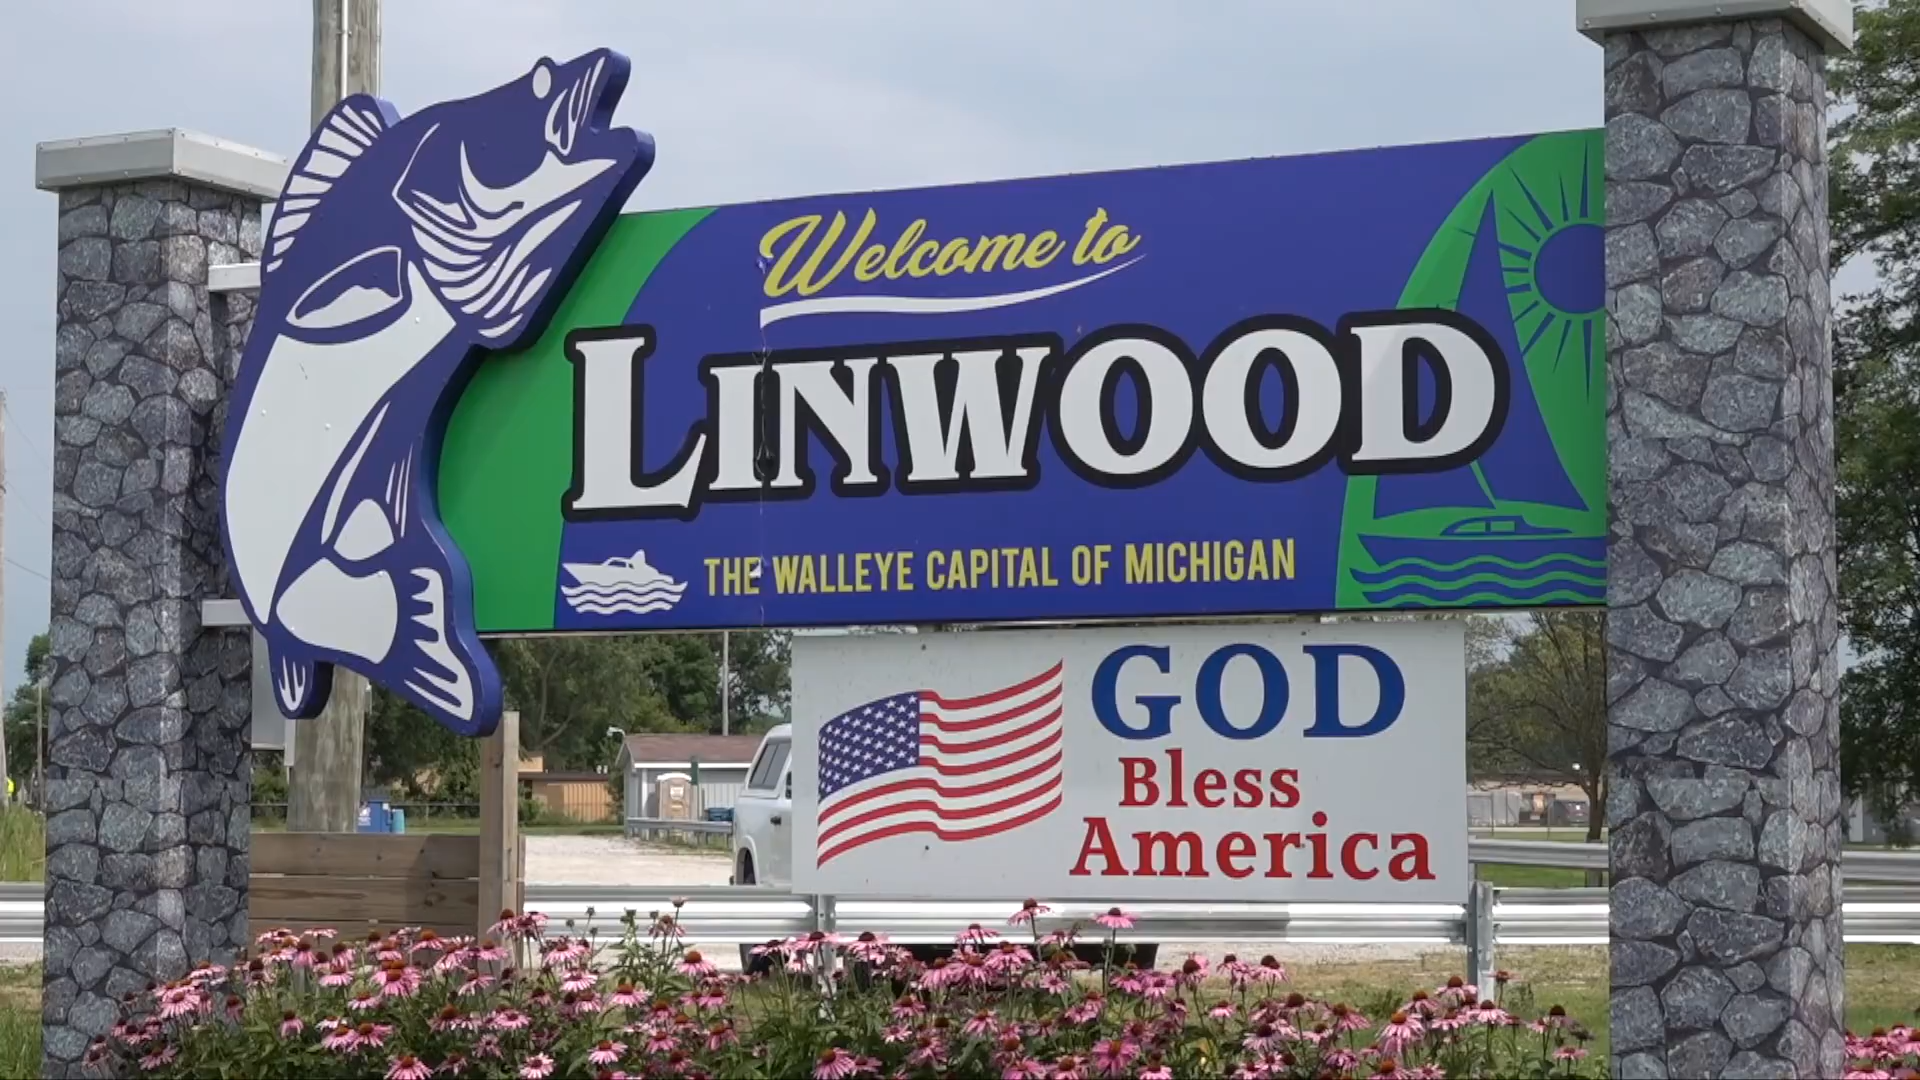 Welcome to
LINWOOD
THE WALLEYE CAPITAL OF MICHIGAN
GOD
Bless
America